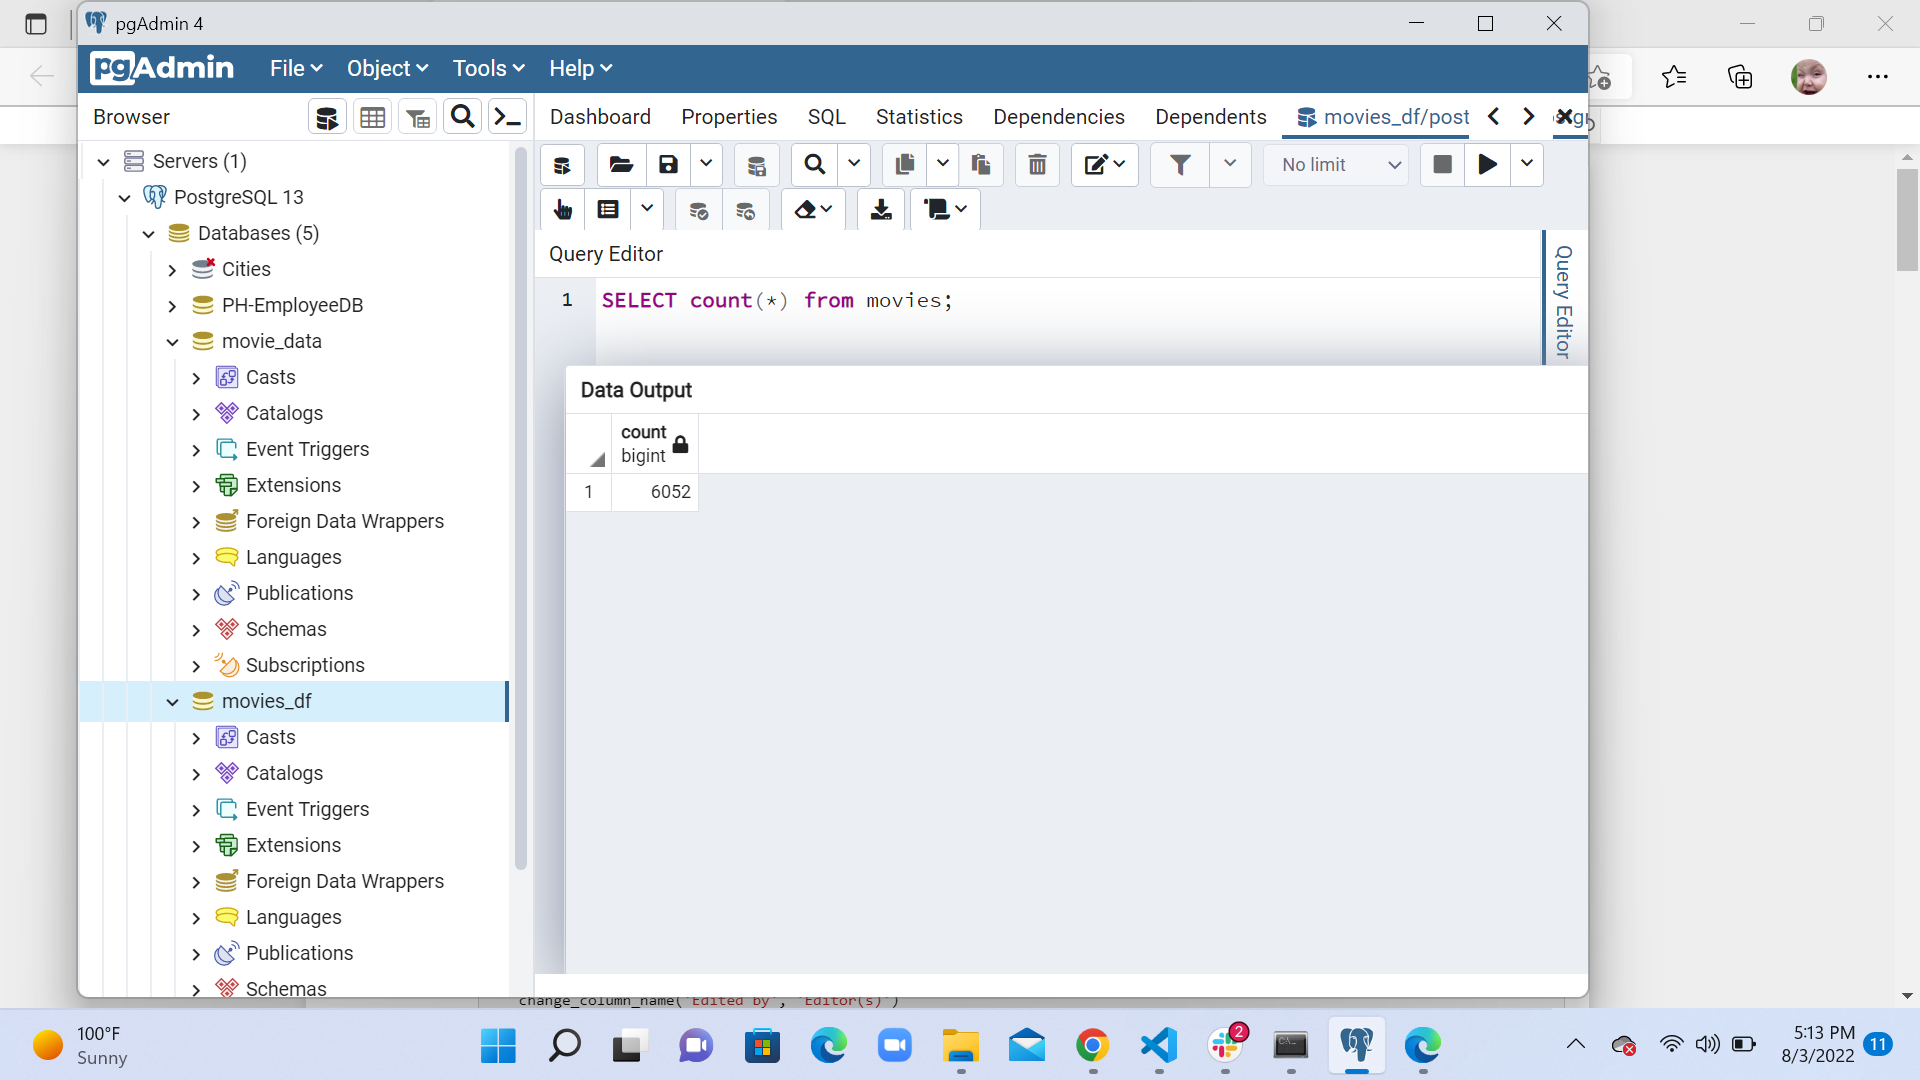 pgAdmin 4
pgAdmin
File Object Tools Help
Browser
Dashboard Properties SQL Statistics Dependencies Dependents movies_df/post
Servers (1)
PostgreSQL 13
Databases (5)
Cities
PH-EmployeeDB
movie_data
Casts
Catalogs
Event Triggers
Extensions
Foreign Data Wrappers
Languages
Publications
Schemas
Subscriptions
movies_df
Casts
Catalogs
Event Triggers
Extensions
Foreign Data Wrappers
Languages
Publications
Schemas
No limit
Query Editor
1 SELECT count(*) from movies;
Query Editor
Data Output
count
bigint
1 6052
change_column_name('Edited by', 'Editor(s)')
100°F
Sunny
2
5:13 PM
8/3/2022
11